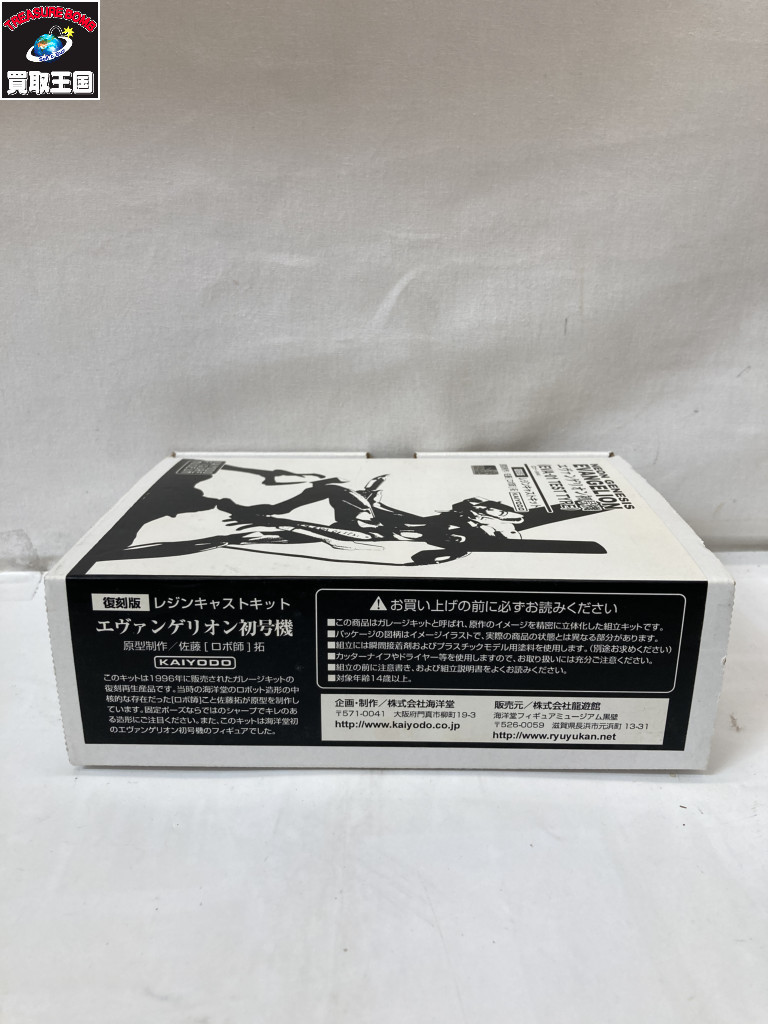 TREASURE MARKET
買取王国
NEON GENESIS
EVANGELION
エヴァンゲリオン初号機
EVA-01 TEST TYPE
復刻版 レジンキャストキット
エヴァンゲリオン初号機
原型制作/佐藤[ロボ師]拓
KAIYODO
このキットは1996年に販売されたガレージキットの
復刻再生産品です。当時の海洋堂のロボット造形の中
核的な存在だった[ロボ師]こと佐藤拓が原型を制作し
ています。固定ポーズならではのシャープでキレのあ
る造形にご注目ください。また、このキットは海洋堂初
のエヴァンゲリオン初号機のフィギュアでした。
お買い上げの前に必ずお読みください
■この商品はガレージキットと呼ばれ、原作のイメージを精密に立体化した組立キットです。
■パッケージの図柄はイメージイラストで、実際の商品の状態とは異なる部分があります。
■組立には瞬間接着剤およびプラスチックモデル用塗料を使用します。(別途お求めください)
■カッターナイフやドライヤー等を使用しますので、お取り扱いには充分ご注意ください。
■組立の前に注意書き、および組立説明書をよくお読みください。
■対象年齢14歳以上。
企画・制作/株式会社海洋堂
〒571-0041 大阪府門真市柳町19-3
http://www.kaiyodo.co.jp
販売元/株式会社龍遊館
海洋堂フィギュアミュージアム黒壁
〒526-0059 滋賀県長浜市元浜町 13-31
http://www.ryuyukan.net